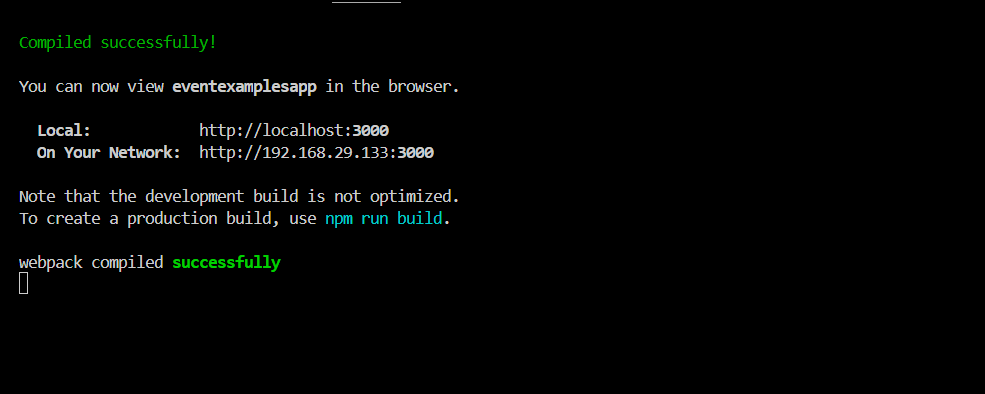 Compiled successfully!
You can now view eventexamplesapp in the browser.
Local: http://localhost:3000
On Your Network: http://192.168.29.133:3000
Note that the development build is not optimized.
To create a production build, use npm run build.
webpack compiled successfully